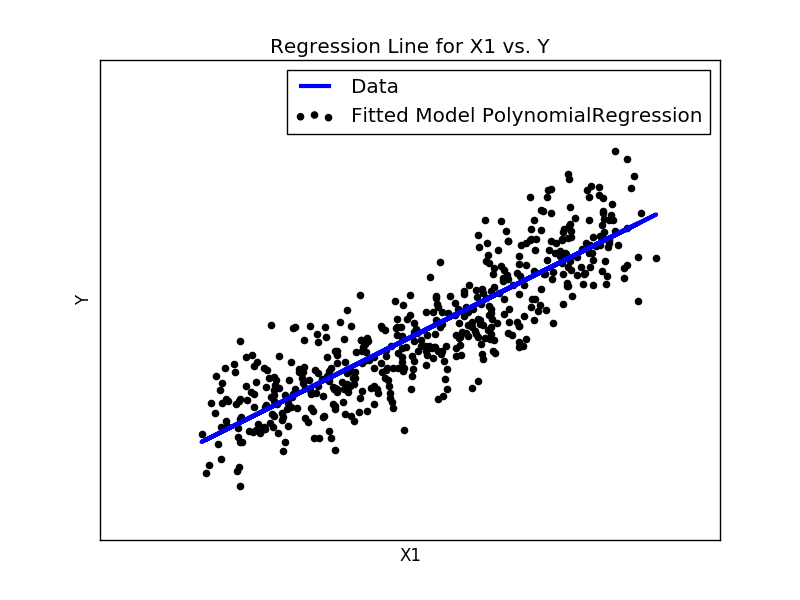 Regression Line for X1 vs. Y
Data
Fitted Model PolynomialRegression
Y
X1